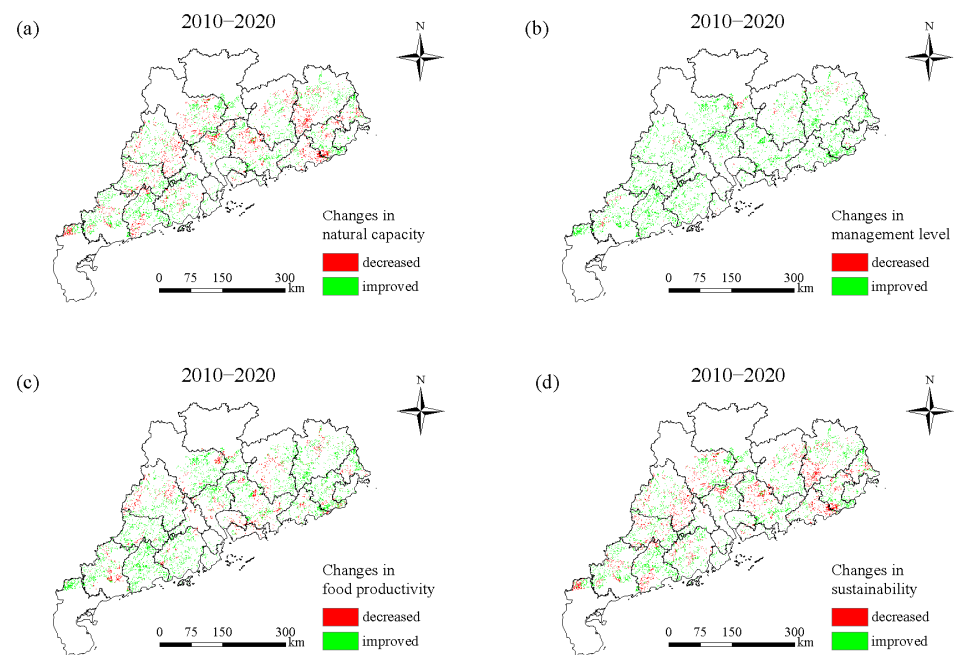 (a)
2010−2020
N
Changes in
natural capacity
decreased
improved
0 75 150 300
km
(b)
2010−2020
N
Changes in
management level
decreased
improved
0 75 150 300
km
(c)
2010−2020
N
Changes in
food productivity
decreased
improved
0 75 150 300
km
(d)
2010−2020
N
Changes in
sustainability
decreased
improved
0 75 150 300
km